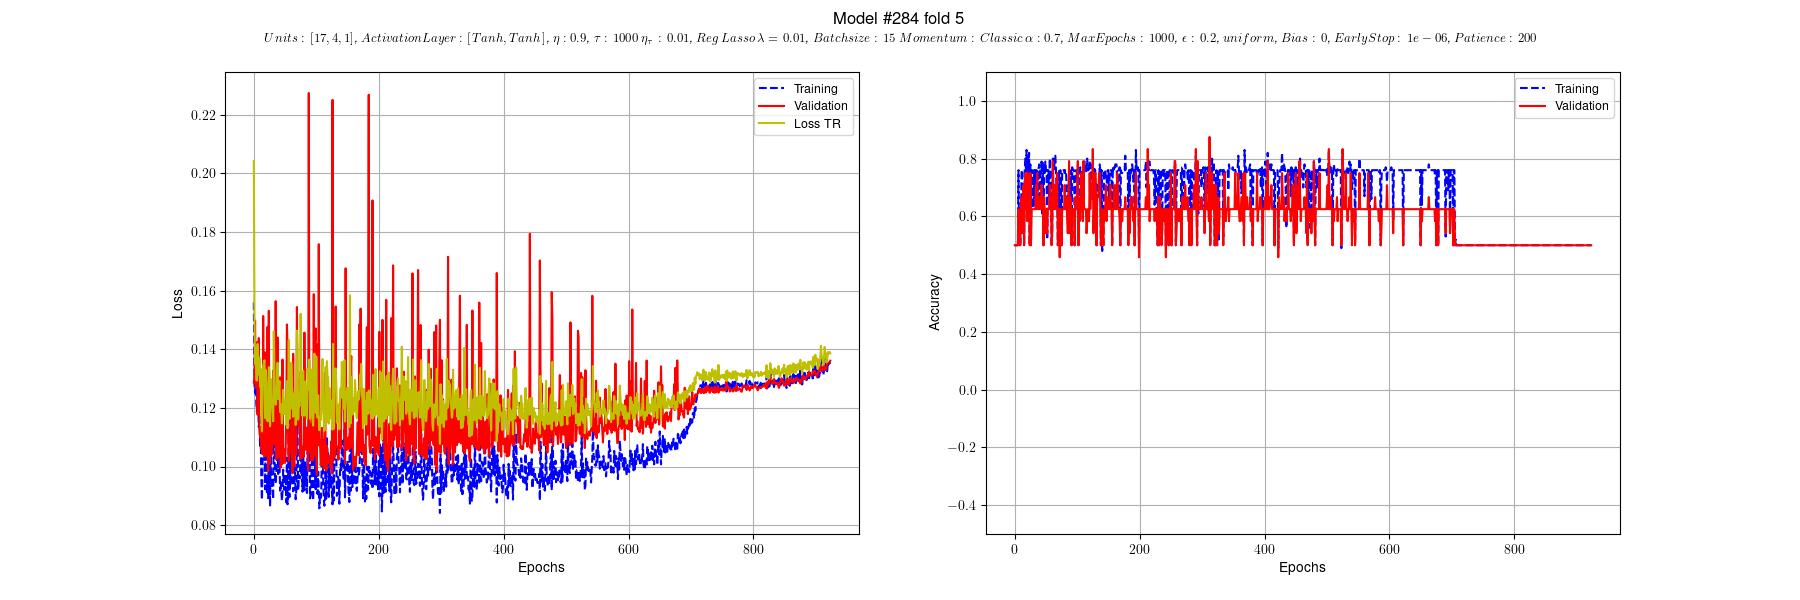 Model #284 fold 5
Units : [17, 4, 1], ActivationLayer : [Tanh, Tanh], η : 0.9, τ : 1000 ητ : 0.01, Reg Lasso λ = 0.01, Batchsize : 15 Momentum : Classic α : 0.7, MaxEpochs : 1000, ϵ : 0.2, uniform, Bias : 0, EarlyStop : 1e − 06, Patience : 200
Loss
0.22
0.20
0.18
0.16
0.14
0.12
0.10
0.08
0 200 400 600 800
Epochs
Training
Validation
Loss TR
Accuracy
1.0
0.8
0.6
0.4
0.2
0.0
−0.2
−0.4
0 200 400 600 800
Epochs
Training
Validation